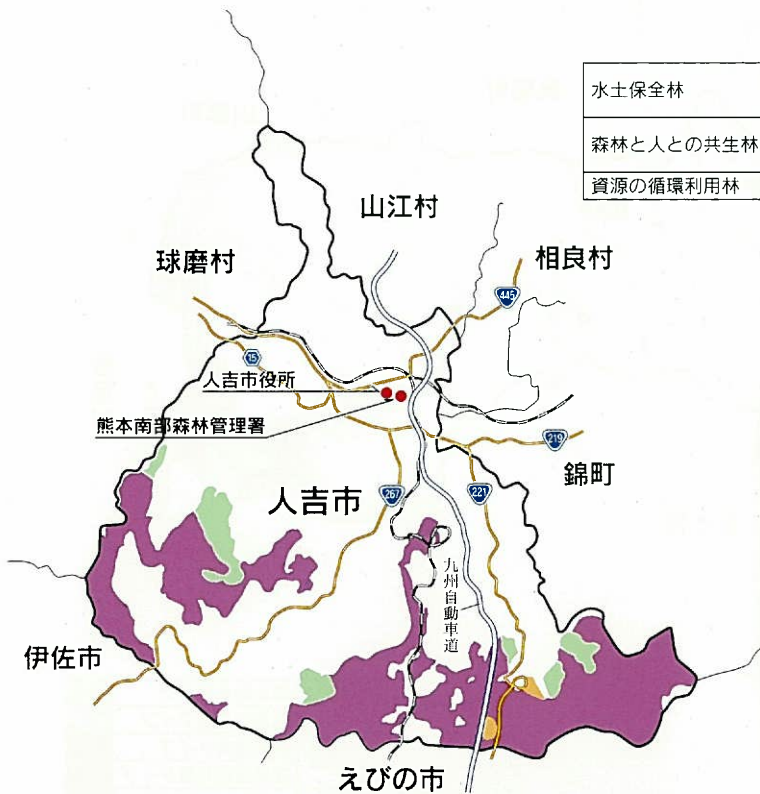 水土保全林
森林と人との共生林
資源の循環利用林
山江村
球磨村
相良村
445
15
人吉市役所
熊本南部森林管理署
219
錦町
人吉市
267
221
九州自動車道
伊佐市
えびの市